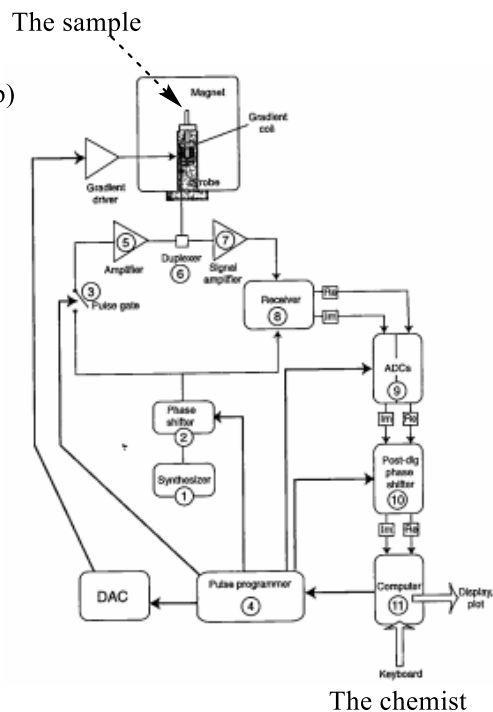 The sample
b)
Magnet
Gradient
coil
Probe
Gradient
driver
5
Amplifier
Duplexer
6
7
Signal
amplifier
3
Pulse gate
Receiver
8
Re
Im
ADCs
9
Phase
shifter
2
Im
Re
Synthesizer
1
Post-dig
phase
shifter
10
Im
Re
DAC
Pulse programmer
4
Computer
11
Display,
plot
Keyboard
The chemist